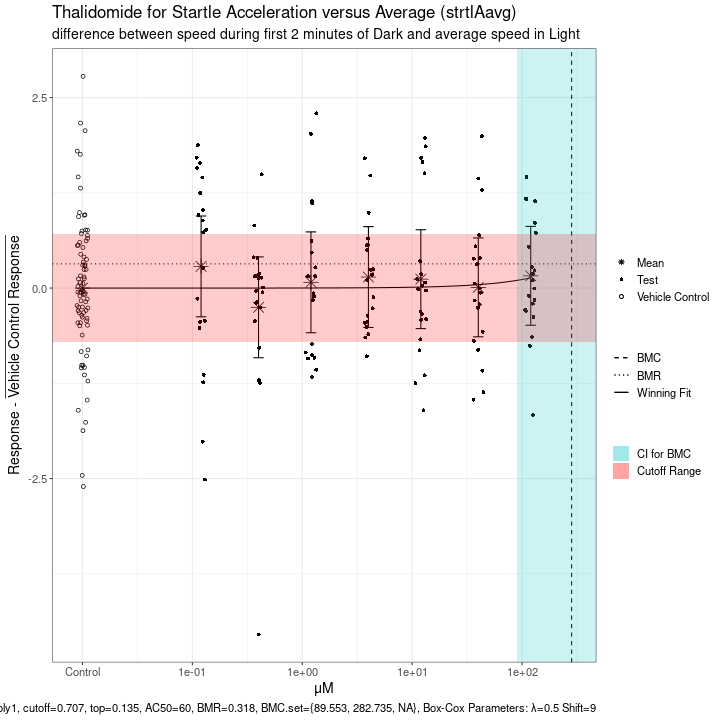 Thalidomide for Startle Acceleration versus Average (strtlAavg)
difference between speed during first 2 minutes of Dark and average speed in Light
Response - Vehicle Control Response
2.5
0.0
-2.5
Control
1e-01
1e+00
1e+01
1e+02
μM
Mean
Test
Vehicle Control
BMC
BMR
Winning Fit
CI for BMC
Cutoff Range
oly1, cutoff=0.707, top=0.135, AC50=60, BMR=0.318, BMC.set={89.553, 282.735, NA}, Box-Cox Parameters: λ=0.5 Shift=9